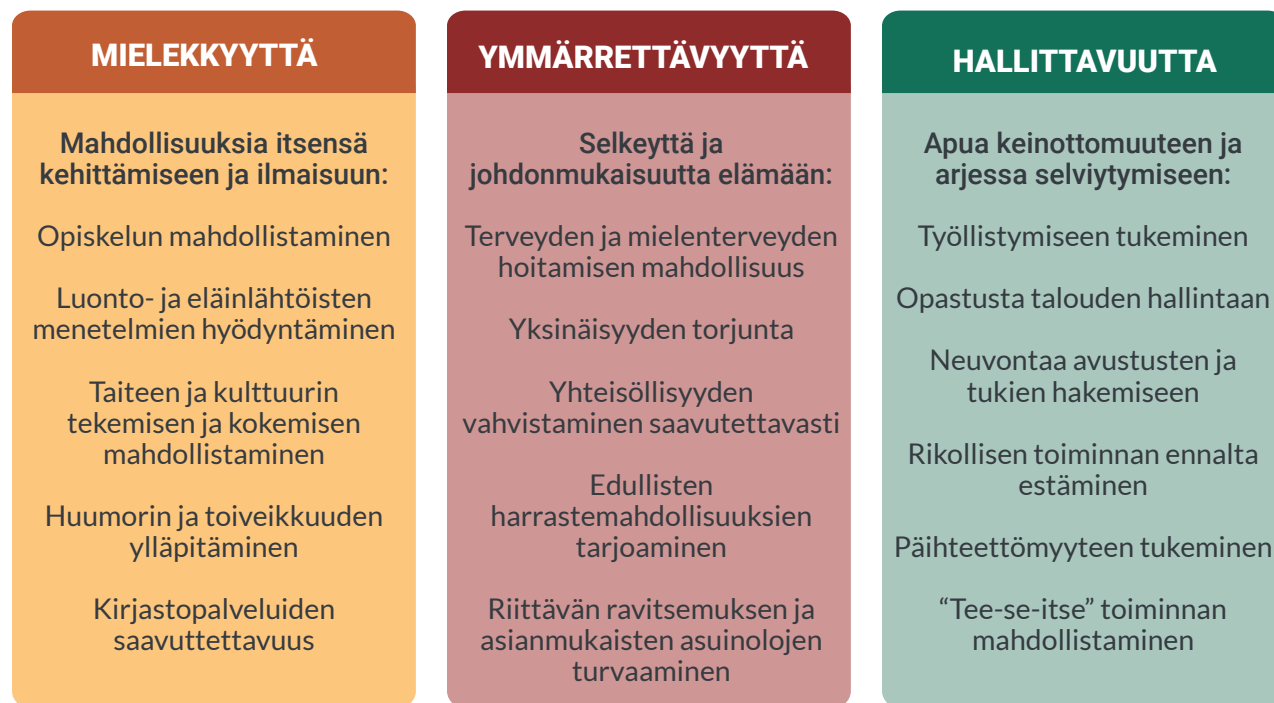 MIELEKKYYTTÄ
Mahdollisuuksia itsensä
kehittämiseen ja ilmaisuun:
Opiskelun mahdollistaminen
Luonto- ja eläinlähtöisten
menetelmien hyödyntäminen
Taiteen ja kulttuurin
tekemisen ja kokemisen
mahdollistaminen
Huumorin ja toiveikkuuden
ylläpitäminen
Kirjastopalveluiden
saavuttettavuus
YMMÄRRETTÄVYYTTÄ
Selkeyttä ja
johdonmukaisuutta elämään:
Terveyden ja mielenterveyden
hoitamisen mahdollisuus
Yksinäisyyden torjunta
Yhteisöllisyyden
vahvistaminen saavutettavasti
Edullisten
harrastemahdollisuuksien
tarjoaminen
Riittävän ravitsemuksen ja
asianmukaisten asuinolojen
turvaaminen
HALLITTAVUUTTA
Apua keinottomuuteen ja
arjessa selviytymiseen:
Työllistymiseen tukeminen
Opastusta talouden hallintaan
Neuvontaa avustusten ja
tukien hakemiseen
Rikollisen toiminnan ennalta
estäminen
Päihteettömyyteen tukeminen
“Tee-se-itse” toiminnan
mahdollistaminen